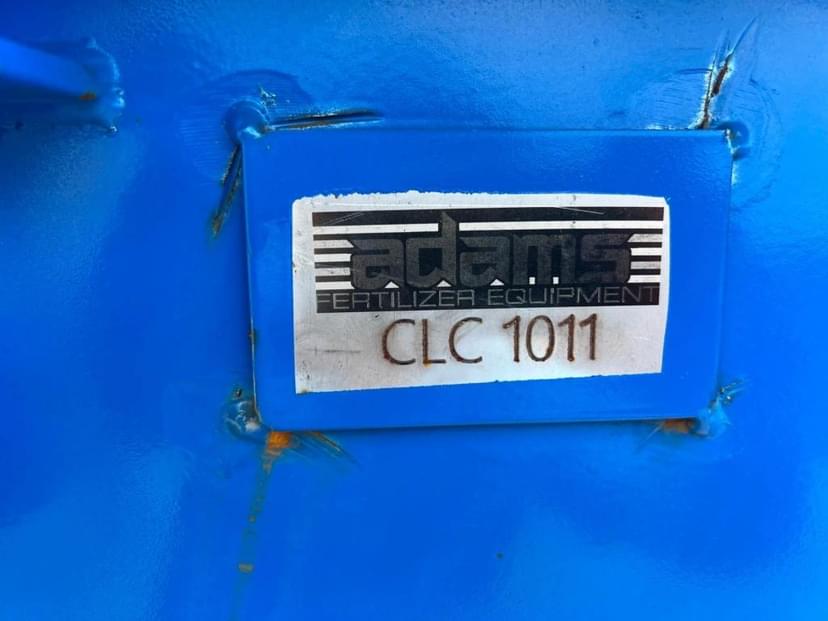 adams
FERTILIZER EQUIPMENT
CLC 1011